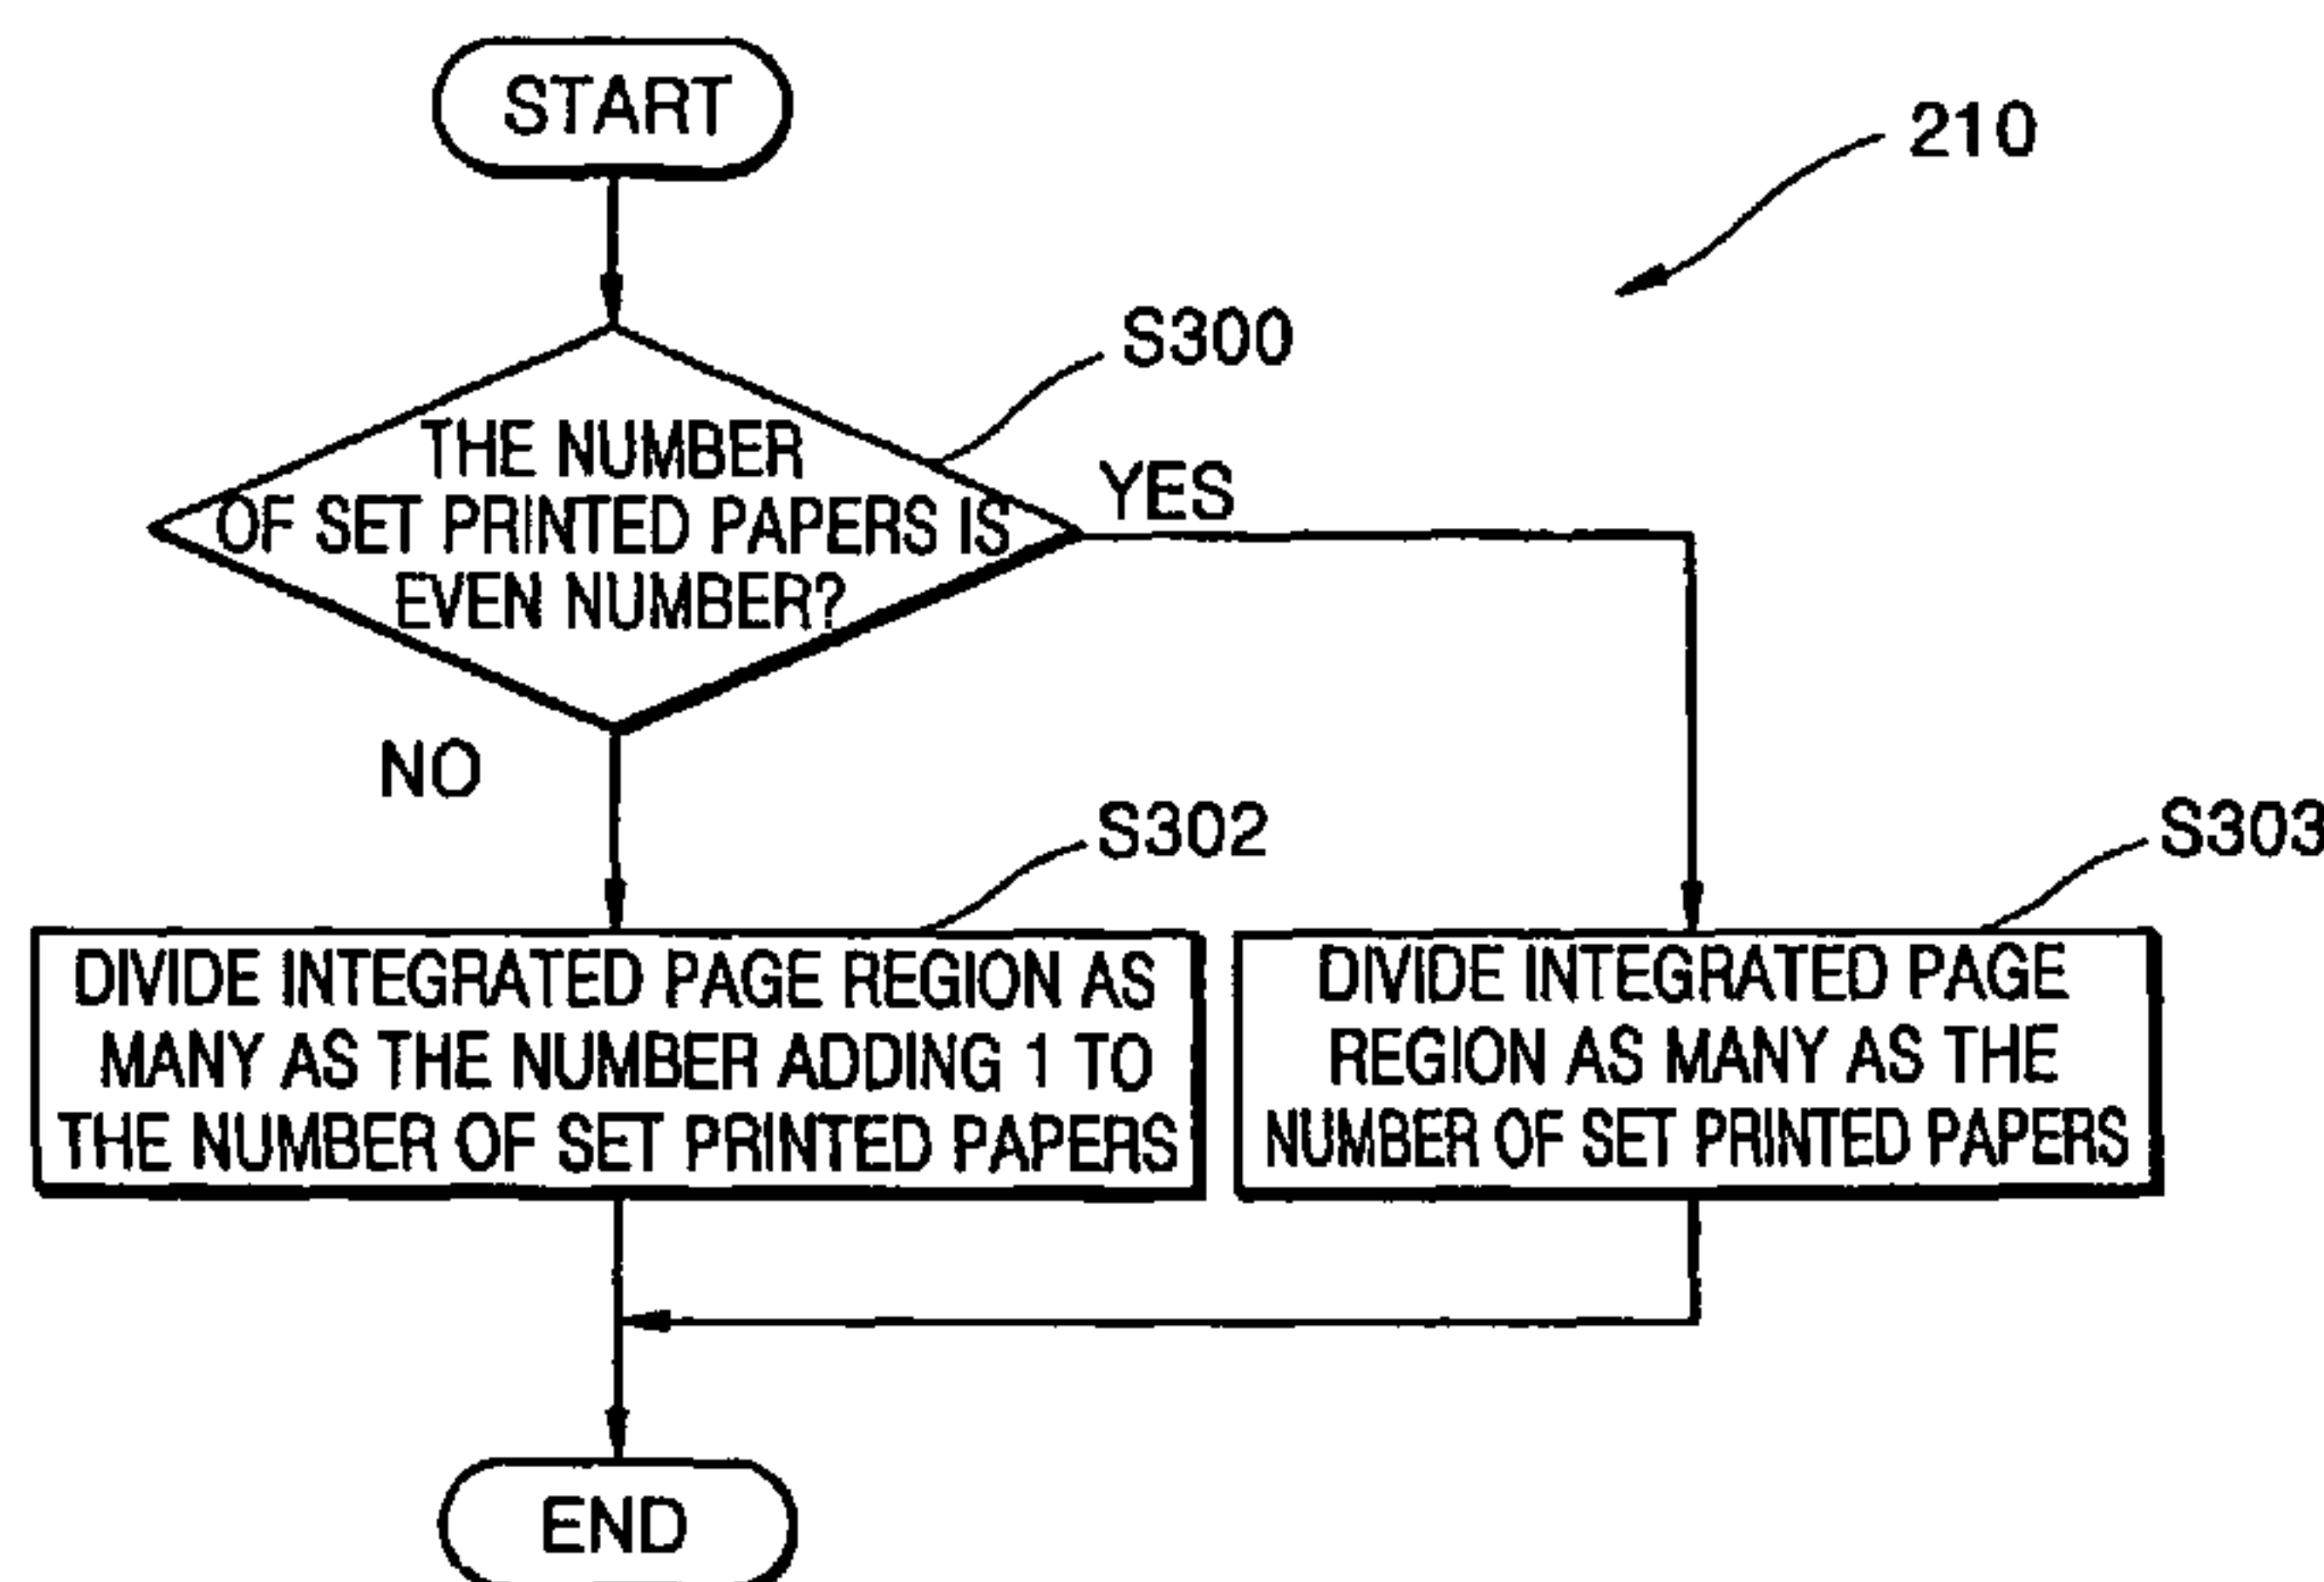 START
210
S300
THE NUMBER
OF SET PRINTED PAPERS IS
EVEN NUMBER?
YES
NO
S302
S303
DIVIDE INTEGRATED PAGE REGION AS
MANY AS THE NUMBER ADDING 1 TO
THE NUMBER OF SET PRINTED PAPERS
DIVIDE INTEGRATED PAGE
REGION AS MANY AS THE
NUMBER OF SET PRINTED PAPERS
END